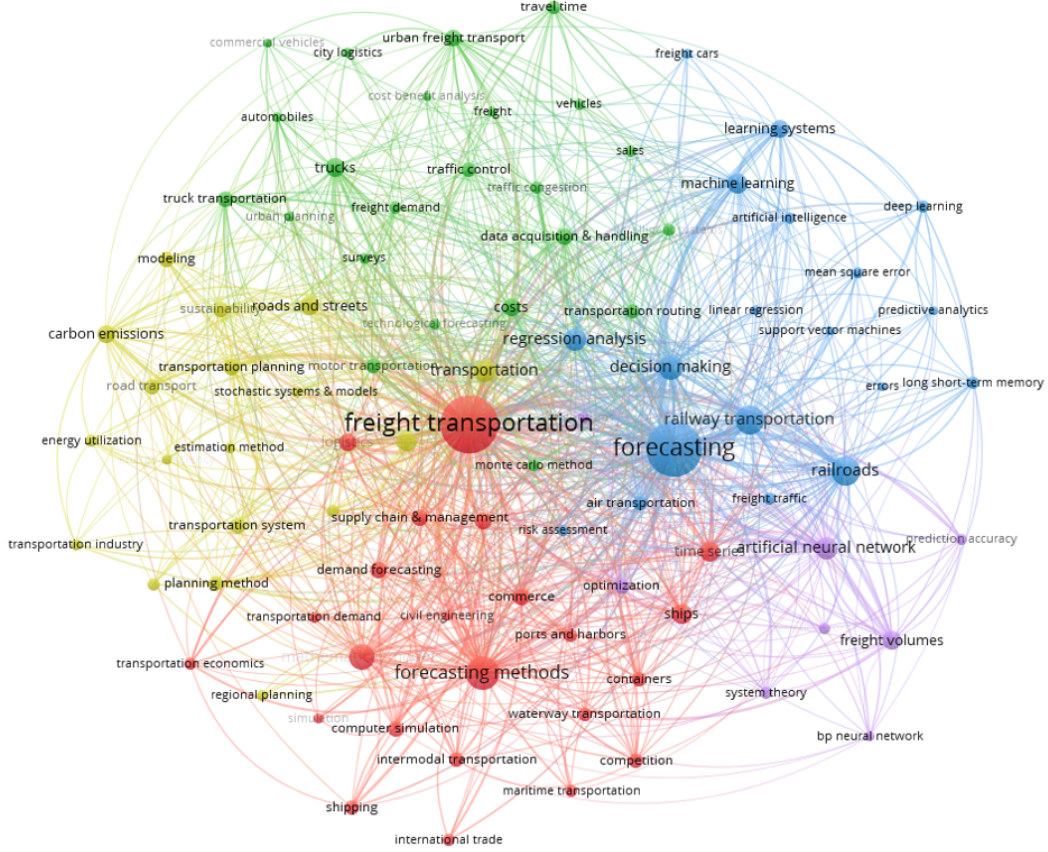 travel time
urban freight transport
commercial vehicles
city logistics
freight cars
cost benefit analysis
vehicles
freight
automobiles
learning systems
sales
trucks
traffic control
machine learning
traffic congestion
truck transportation
freight demand
deep learning
urban planning
artificial intelligence
data acquisition & handling
surveys
modeling
mean square error
sustainability
roads and streets
costs
transportation routing
linear regression
predictive analytics
technological forecasting
carbon emissions
support vector machines
regression analysis
transportation planning
motor transportation
transportation
decision making
road transport
stochastic systems & models
errors
long short-term memory
freight transportation
railway transportation
energy utilization
logistics
estimation method
forecasting
monte carlo method
railroads
air transportation
freight traffic
supply chain & management
transportation system
risk assessment
prediction accuracy
transportation industry
time series
artificial neural network
demand forecasting
planning method
optimization
commerce
transportation demand
civil engineering
ships
ports and harbors
freight volumes
transportation economics
forecasting methods
containers
regional planning
system theory
simulation
waterway transportation
computer simulation
bp neural network
intermodal transportation
competition
maritime transportation
shipping
international trade